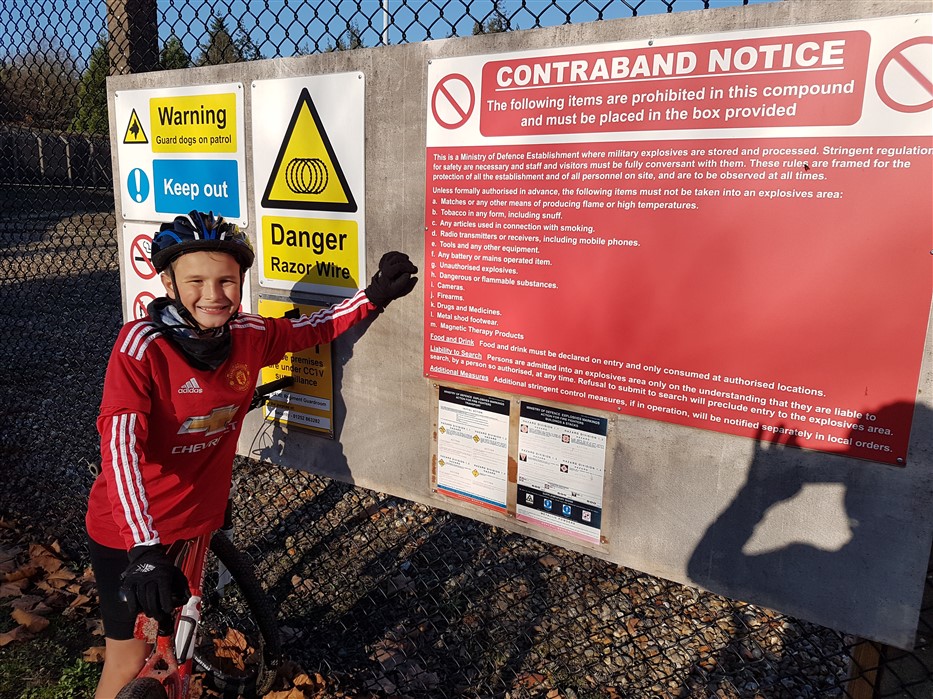 Warning
Guard dogs on patrol
Keep out
Danger
Razor Wire
premises
are under CCTV
surveillance
adidas
CHEVROLET
CONTRABAND NOTICE
The following items are prohibited in this compound
and must be placed in the box provided
This is a Ministry of Defence Establishment where military explosives are stored and processed. Stringent regulation
for safety are necessary and staff and visitors must be fully conversant with them. These rules are framed for the
protection of all the establishment and of all personnel on site, and are to be observed at all times.
Unless formally authorised in advance, the following items must not be taken into an explosives area:
a. Matches or any other means of producing flame or high temperatures.
b. Tobacco in any form, including snuff.
c. Any articles used in connection with smoking.
d. Radio transmitters or receivers, including mobile phones.
e. Tools and any other equipment.
f. Any battery or mains operated item.
g. Unauthorised explosives.
h. Dangerous or flammable substances.
i. Cameras.
j. Firearms.
k. Drugs and Medicines.
l. Metal shod footwear.
m. Magnetic Therapy Products
Food and Drink Food and drink must be declared on entry and only consumed at authorised locations.
Liability to Search Persons are admitted into an explosives area only on the understanding that they are liable to
search, by a person so authorised, at any time. Refusal to submit to search will preclude entry to the explosives area.
Additional Measures Additional stringent control measures, if in operation, will be notified separately in local orders.